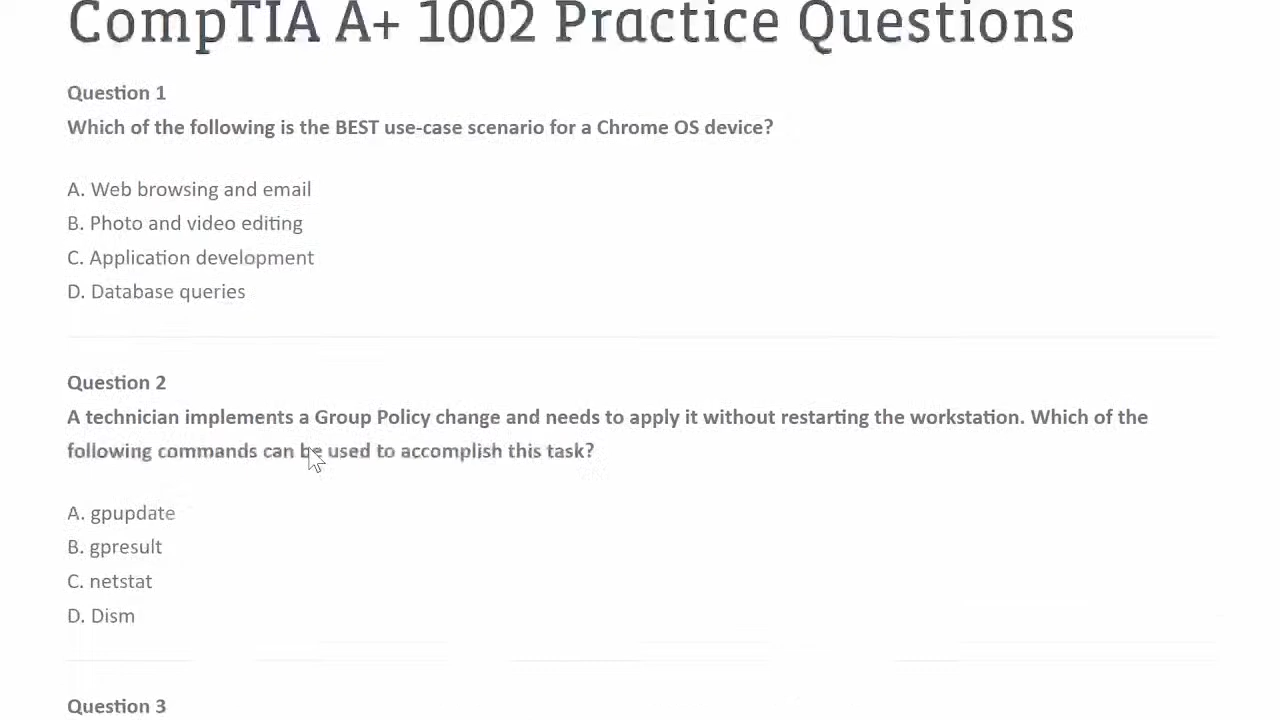 CompTIA A+ 1002 Practice Questions
Question 1
Which of the following is the BEST use-case scenario for a Chrome OS device?
A. Web browsing and email
B. Photo and video editing
C. Application development
D. Database queries
Question 2
A technician implements a Group Policy change and needs to apply it without restarting the workstation. Which of the
following commands can be used to accomplish this task?
A. gpupdate
B. gpresult
C. netstat
D. Dism
Question 3